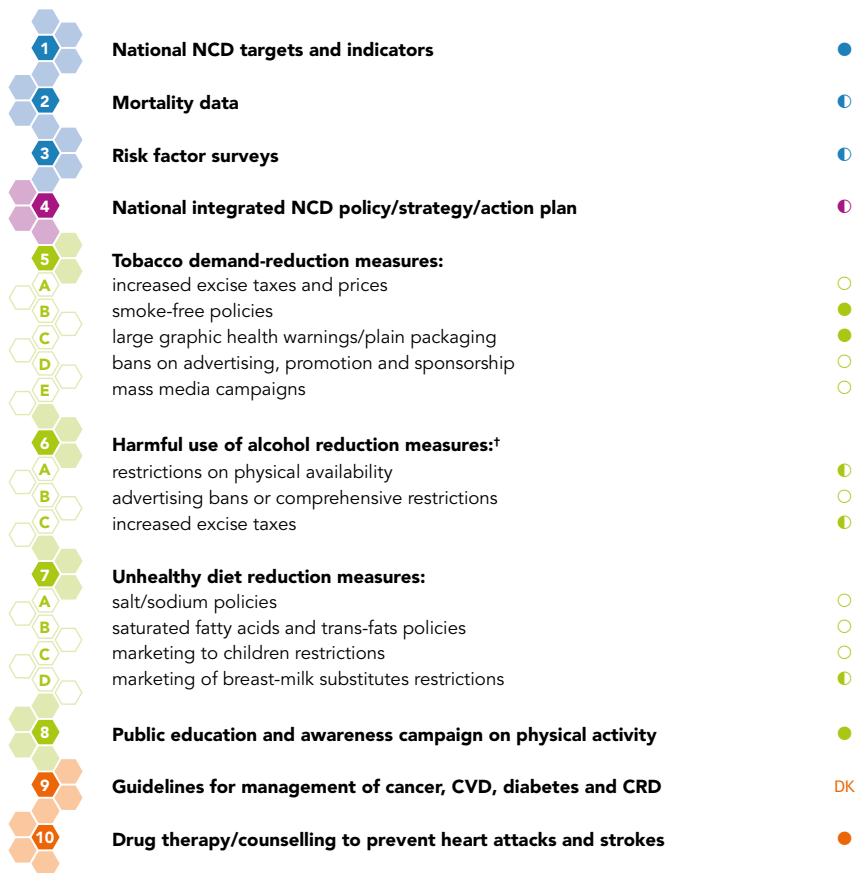 1 National NCD targets and indicators ●
2 Mortality data ◐
3 Risk factor surveys ◐
4 National integrated NCD policy/strategy/action plan ◐
5 Tobacco demand-reduction measures:
A increased excise taxes and prices ○
B smoke-free policies ●
C large graphic health warnings/plain packaging ●
D bans on advertising, promotion and sponsorship ○
E mass media campaigns ○
6 Harmful use of alcohol reduction measures:†
A restrictions on physical availability ◐
B advertising bans or comprehensive restrictions ○
C increased excise taxes ◐
7 Unhealthy diet reduction measures:
A salt/sodium policies ○
B saturated fatty acids and trans-fats policies ○
C marketing to children restrictions ○
D marketing of breast-milk substitutes restrictions ◐
8 Public education and awareness campaign on physical activity ●
9 Guidelines for management of cancer, CVD, diabetes and CRD DK
10 Drug therapy/counselling to prevent heart attacks and strokes ●